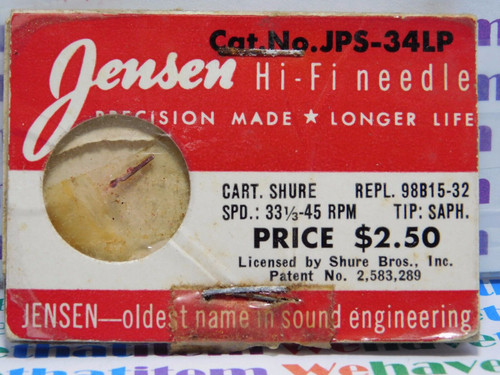 Cat.No.JPS-34LP
Jensen Hi-Fi needle
PRECISION MADE ★ LONGER LIFE
CART. SHURE REPL. 98B15-32
SPD.: 33⅓-45 RPM TIP: SAPH.
PRICE $2.50
Licensed by Shure Bros., Inc.
Patent No. 2,583,289
JENSEN—oldest name in sound engineering
thatitem Wehave